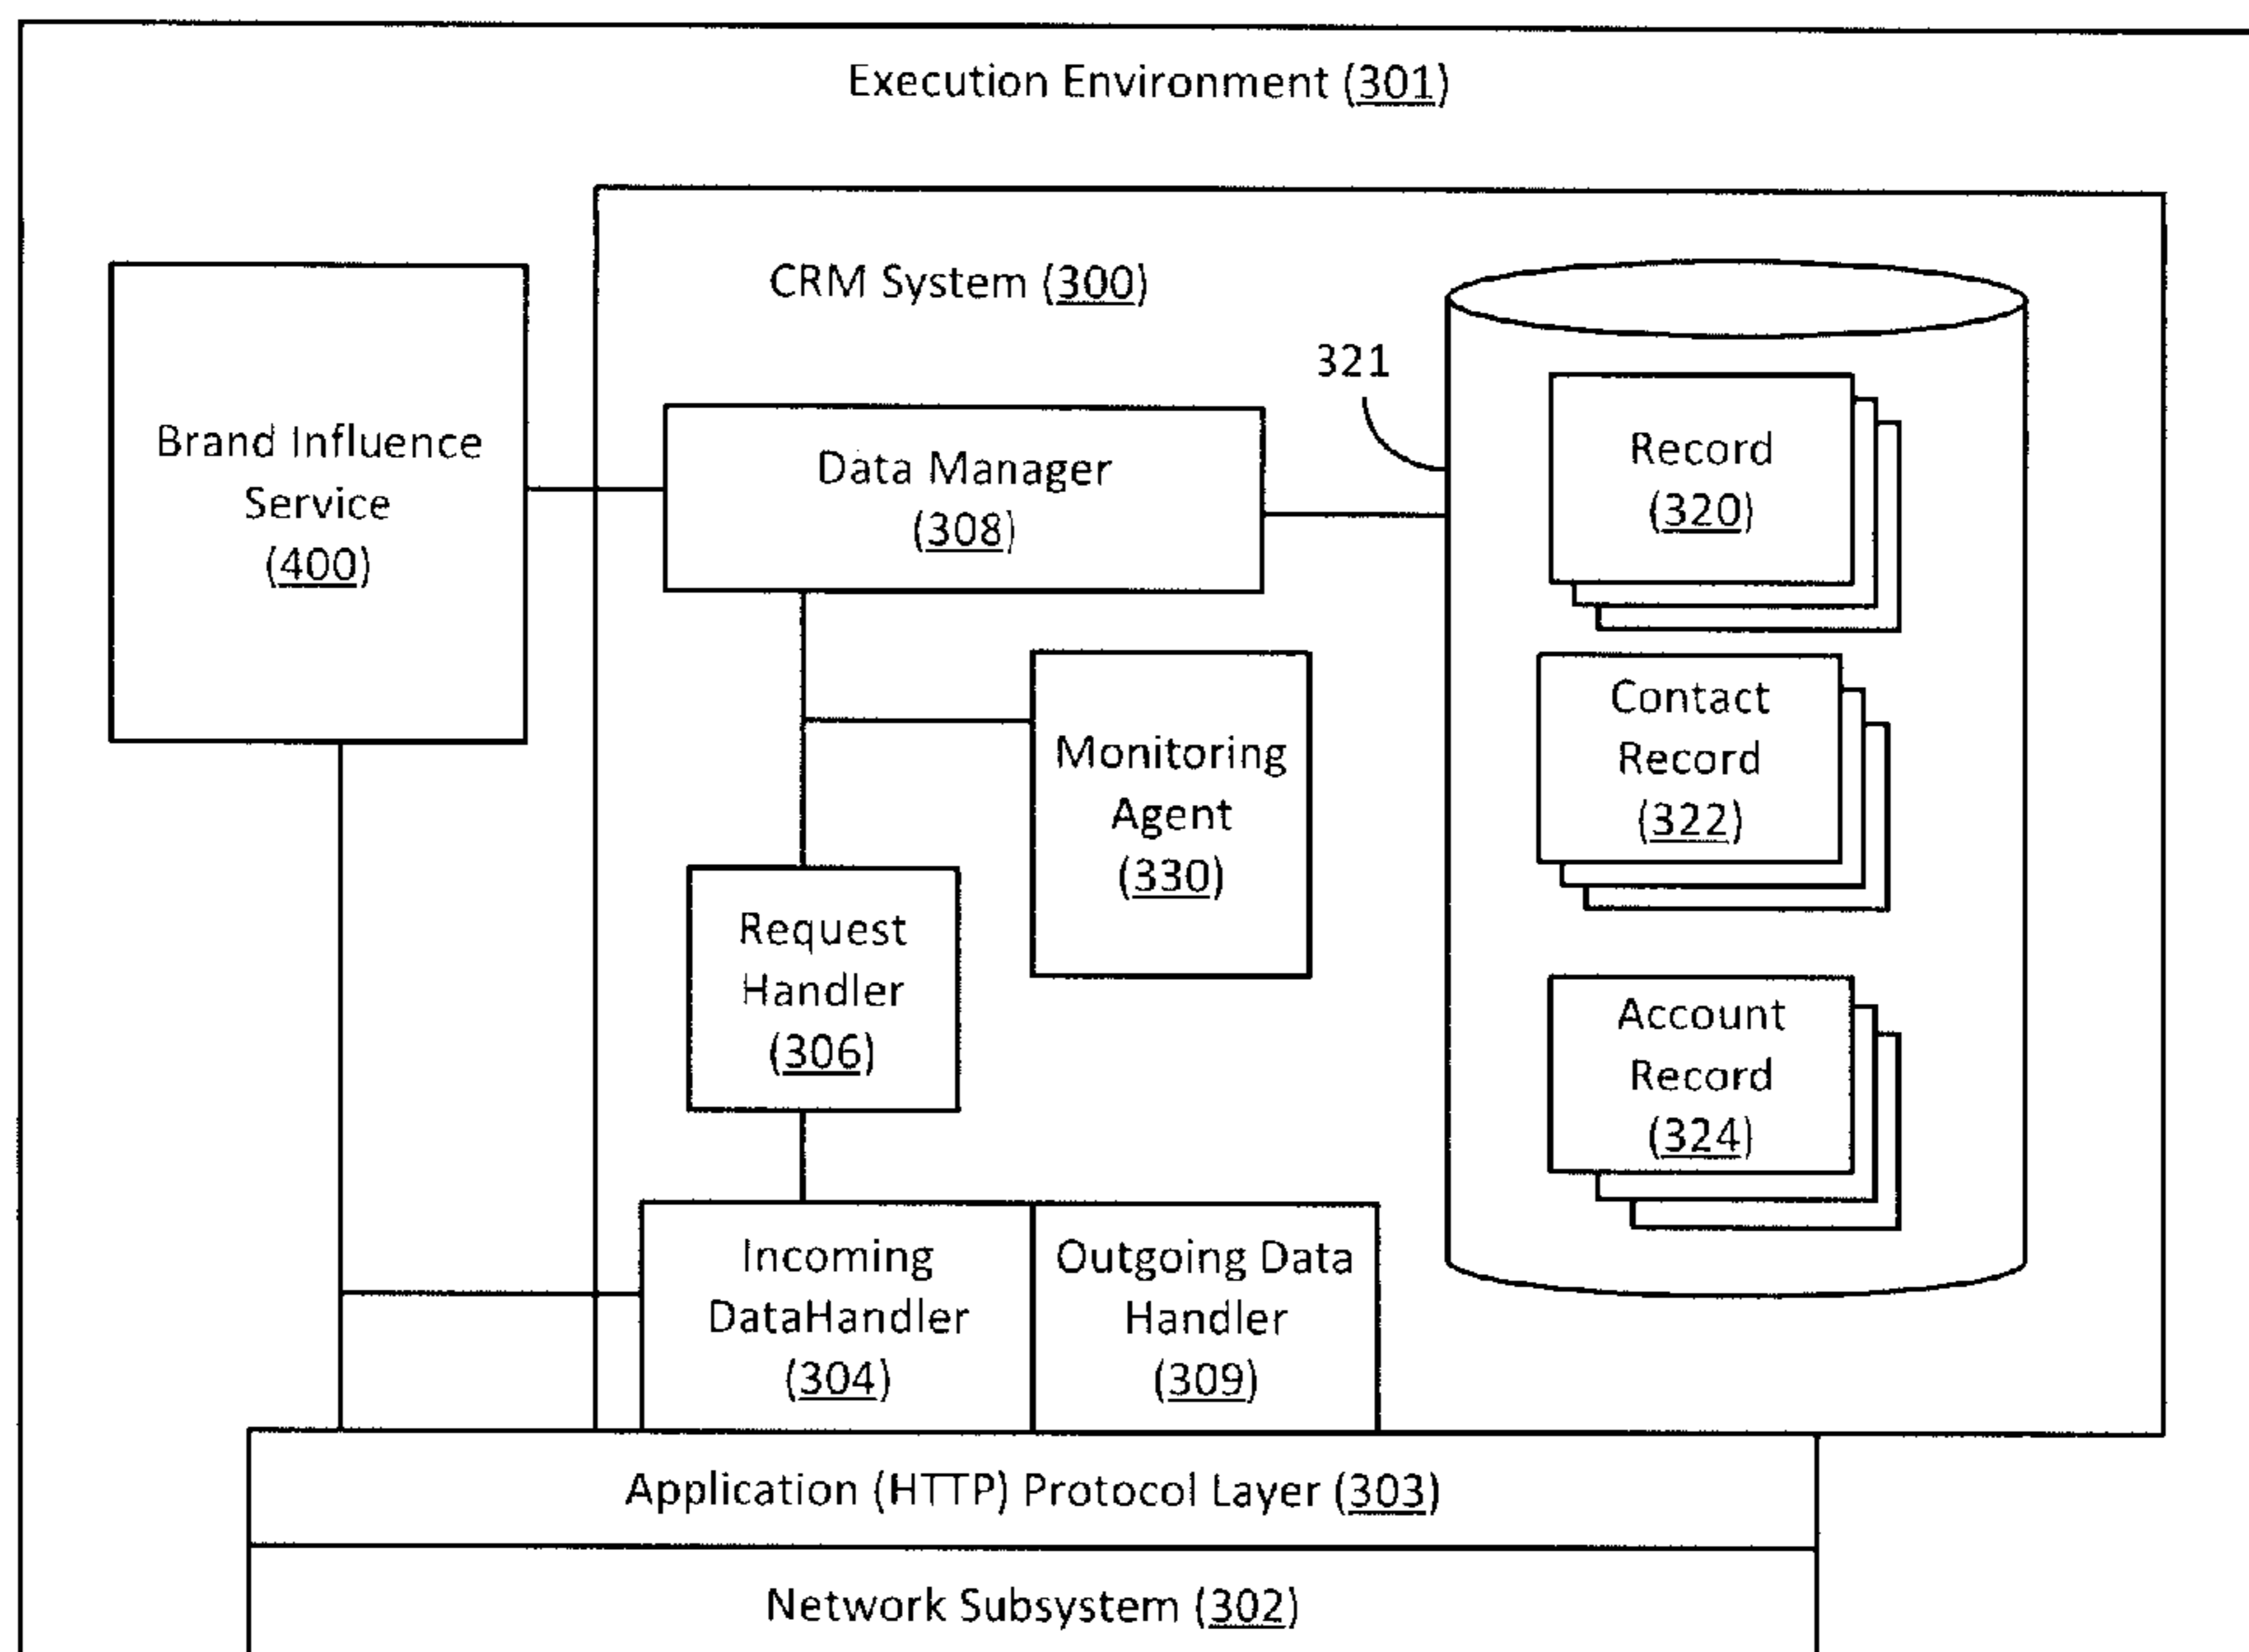 Execution Environment (301)
CRM System (300)
Brand Influence
Service
(400)
Data Manager
(308)
321
Record
(320)
Contact
Record
(322)
Monitoring
Agent
(330)
Request
Handler
(306)
Account
Record
(324)
Incoming
DataHandler
(304)
Outgoing Data
Handler
(309)
Application (HTTP) Protocol Layer (303)
Network Subsystem (302)